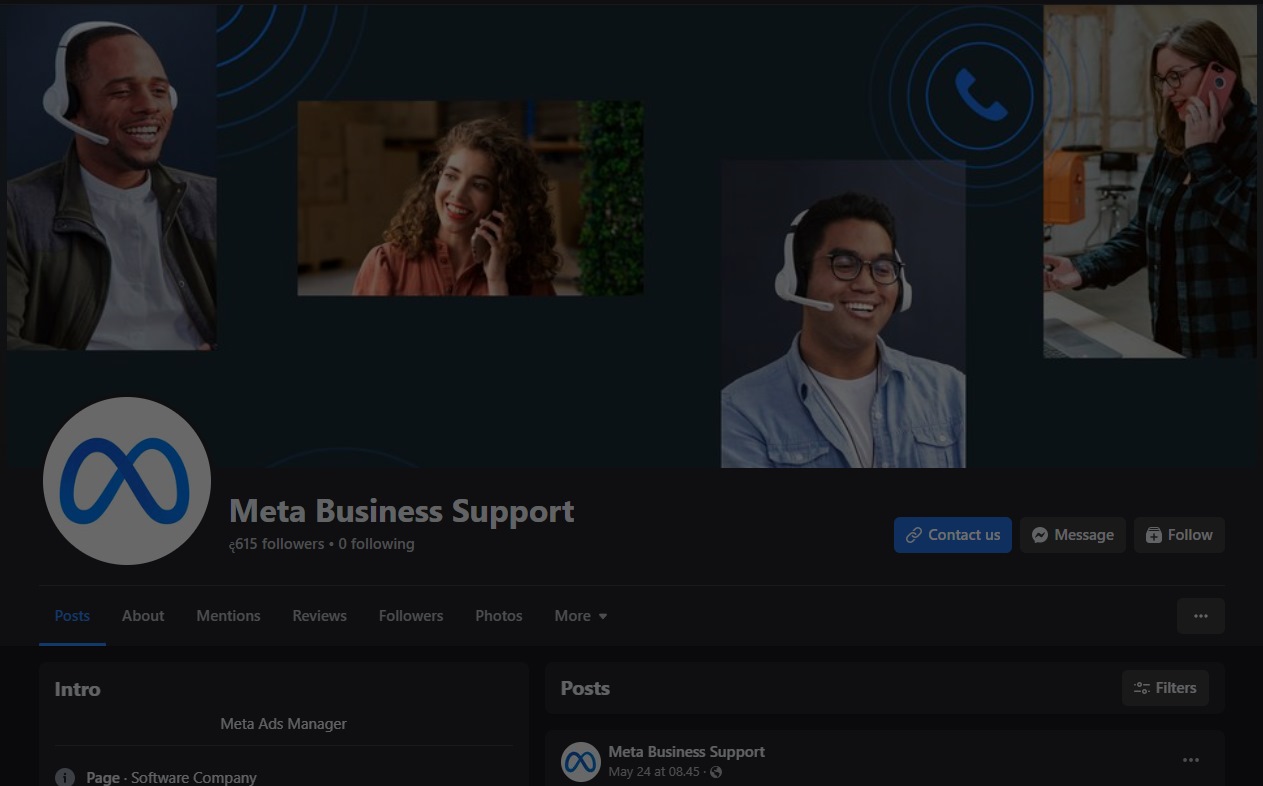 Meta Business Support
615 followers • 0 following
Contact us
Message
Follow
Posts
About
Mentions
Reviews
Followers
Photos
More
Intro
Meta Ads Manager
Page · Software Company
Posts
Filters
Meta Business Support
May 24 at 08.45 ·